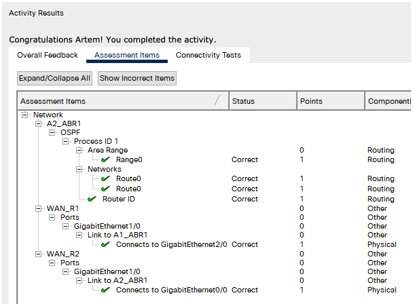 Activity Results
Congratulations Artem! You completed the activity.
Overall Feedback Assessment Items Connectivity Tests
Expand/Collapse All Show Incorrect Items
Assessment Items Status Points Component(
Network
A2_ABR1 0 Other
OSPF 0 Other
Process ID 1
Area Range 0 Routing
Range0 Correct 1 Routing
Networks
Route0 Correct 1 Routing
Route0 Correct 1 Routing
Router ID Correct 1 Routing
WAN_R1 0 Other
Ports 0 Other
GigabitEthernet1/0 0 Other
Link to A1_ABR1 0 Other
Connects to GigabitEthernet2/0 Correct 1 Physical
WAN_R2 0 Other
Ports 0 Other
GigabitEthernet1/0 0 Other
Link to A2_ABR1 0 Other
Connects to GigabitEthernet0/0 Correct 1 Physical